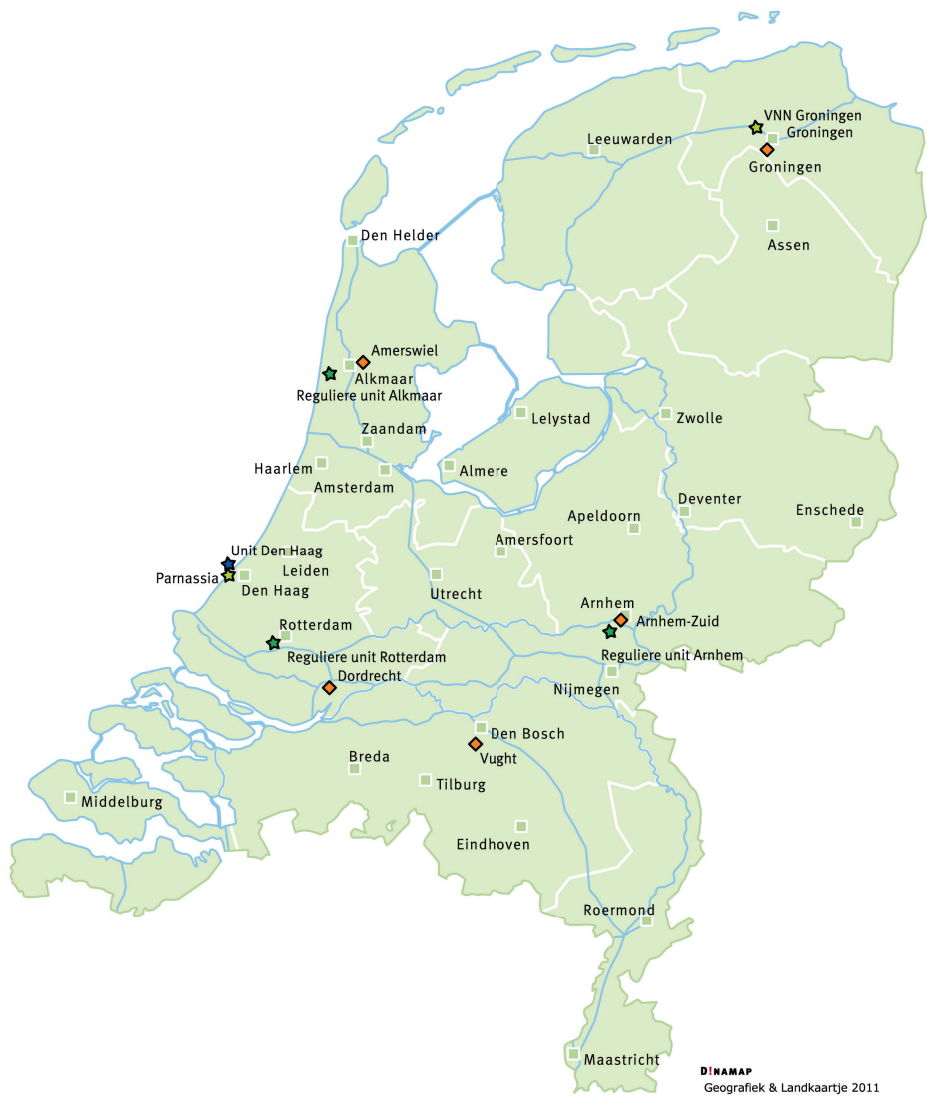 VNN Groningen
Groningen
Leeuwarden
Groningen
Assen
Den Helder
Amerswiel
Alkmaar
Reguliere unit Alkmaar
Lelystad
Zwolle
Zaandam
Haarlem
Almere
Amsterdam
Deventer
Enschede
Apeldoorn
Amersfoort
Unit Den Haag
Leiden
Parnassia
Den Haag
Utrecht
Arnhem
Arnhem-Zuid
Rotterdam
Reguliere unit Rotterdam
Reguliere unit Arnhem
Dordrecht
Nijmegen
Den Bosch
Vught
Breda
Tilburg
Middelburg
Eindhoven
Roermond
Maastricht
D!NAMAP
Geografiek & Landkaartje 2011